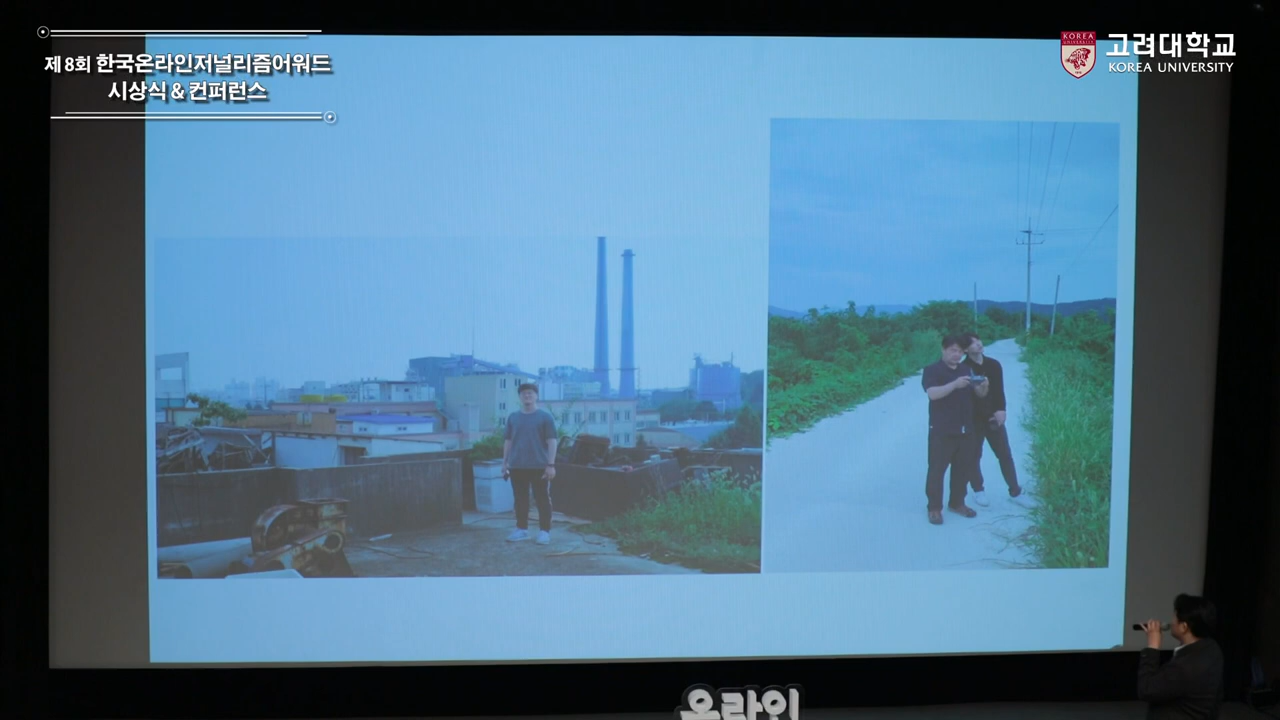 제 8회 한국온라인저널리즘어워드
시상식 & 컨퍼런스
KOREA
고려대학교
KOREA UNIVERSITY
온라인